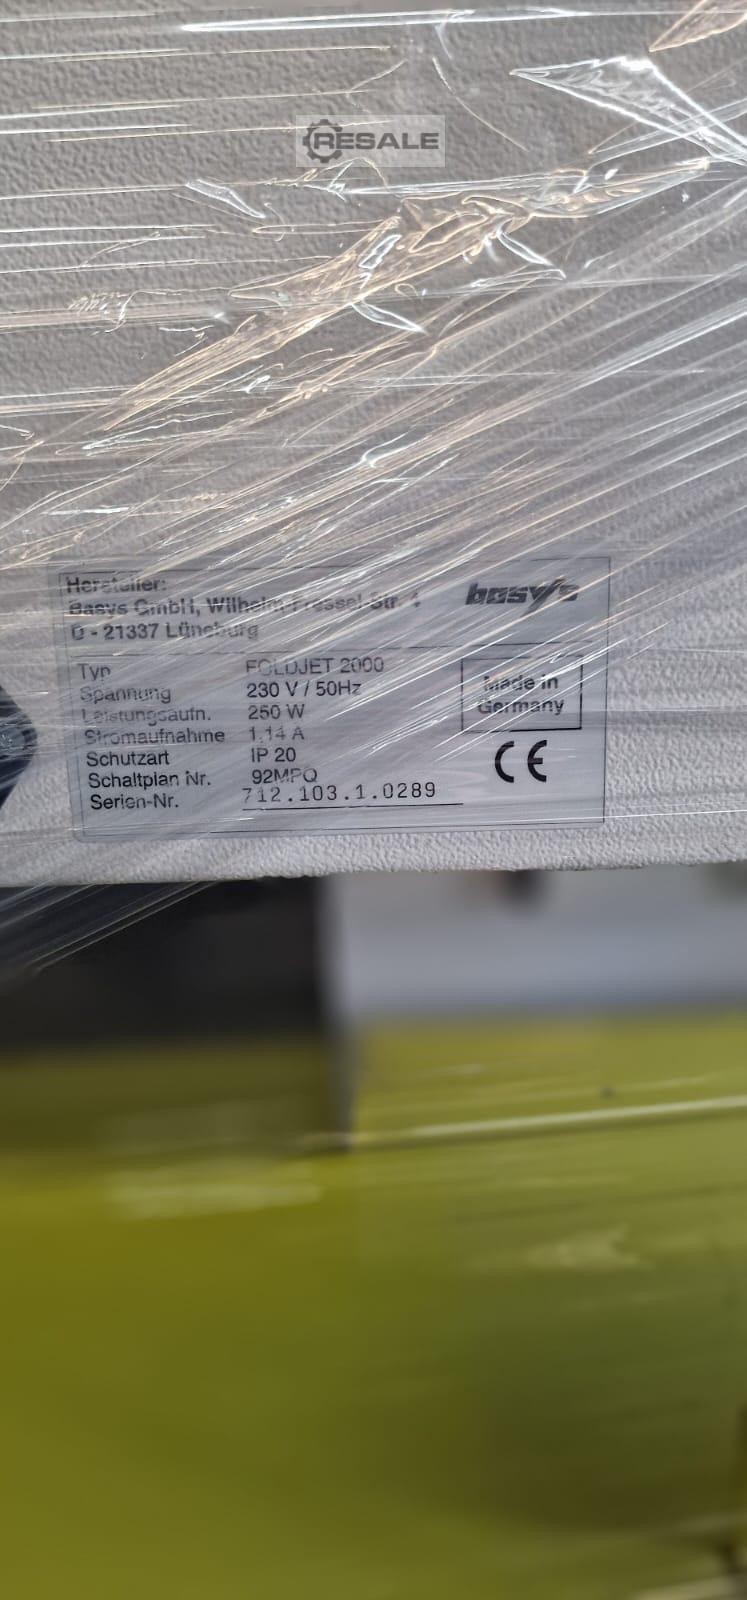 RESALE
Hersteller:
Basys GmbH, Wilhelm-Fressel-Str. 4
D - 21337 Lüneburg
basys
Typ FOLDJET 2000
Spannung 230 V / 50Hz
Leistungsaufn. 250 W
Stromaufnahme 1,14 A
Schutzart IP 20
Schaltplan Nr. 92MPQ
Serien-Nr. 712.103.1.0289
Made in
Germany
CE